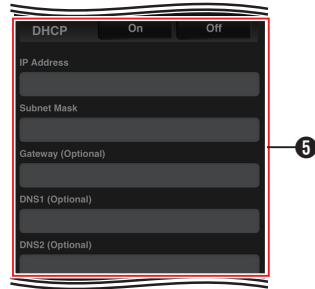 DHCP On Off
IP Address
Subnet Mask
Gateway (Optional)
DNS1 (Optional)
DNS2 (Optional)
5